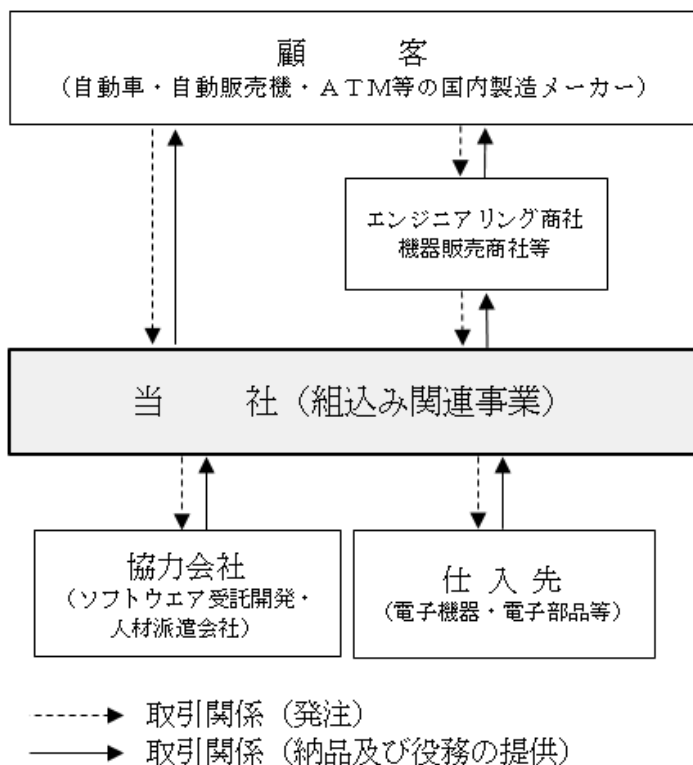 顧　　　客
（自動車・自動販売機・ＡＴＭ等の国内製造メーカー）
エンジニアリング商社
機器販売商社等
当　　社（組込み関連事業）
協力会社
（ソフトウエア受託開発・
人材派遣会社）
仕 入 先
（電子機器・電子部品等）
取引関係（発注）
取引関係（納品及び役務の提供）